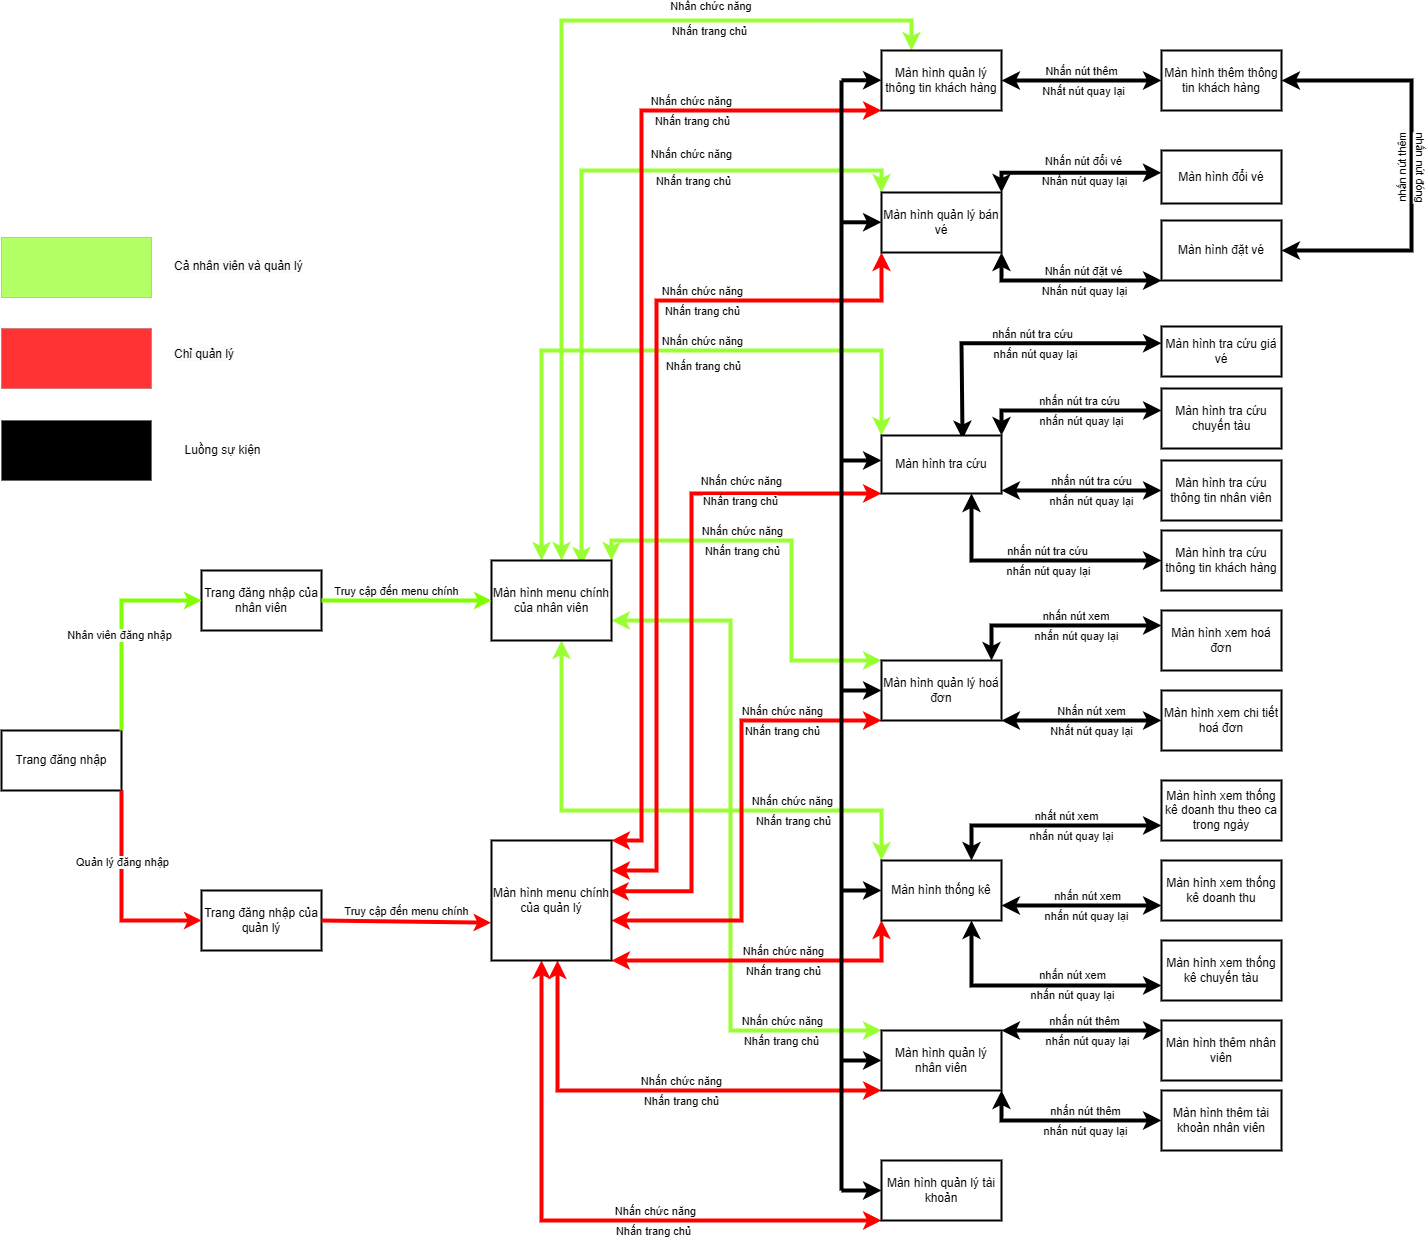 Nhấn chức năng
Nhấn trang chủ
Màn hình quản lý
thông tin khách hàng
Nhấn nút thêm
Nhất nút quay lại
Màn hình thêm thông
tin khách hàng
Nhấn chức năng
Nhấn trang chủ
nhấn nút thêm
nhấn nút đóng
Nhấn chức năng
Nhấn trang chủ
Màn hình quản lý bán
vé
Nhấn nút đổi vé
Nhấn nút quay lại
Màn hình đổi vé
Nhấn nút đặt vé
Nhấn nút quay lại
Màn hình đặt vé
Cả nhân viên và quản lý
Chỉ quản lý
Luồng sự kiện
Nhấn chức năng
Nhấn trang chủ
Nhấn chức năng
Nhấn trang chủ
nhấn nút tra cứu
nhấn nút quay lại
Màn hình tra cứu giá
vé
nhấn nút tra cứu
nhấn nút quay lại
Màn hình tra cứu
chuyến tàu
Màn hình tra cứu
nhấn nút tra cứu
nhấn nút quay lại
Màn hình tra cứu
thông tin nhân viên
Nhấn chức năng
Nhấn trang chủ
nhấn nút tra cứu
nhấn nút quay lại
Màn hình tra cứu
thông tin khách hàng
Nhấn chức năng
Nhấn trang chủ
Trang đăng nhập của
nhân viên
Truy cập đến menu chính
Màn hình menu chính
của nhân viên
Nhân viên đăng nhập
nhấn nút xem
nhấn nút quay lại
Màn hình xem hoá
đơn
Màn hình quản lý hoá
đơn
Nhấn chức năng
Nhấn trang chủ
Nhấn nút xem
Nhất nút quay lại
Màn hình xem chi tiết
hoá đơn
Trang đăng nhập
Nhấn chức năng
Nhấn trang chủ
nhất nút xem
nhấn nút quay lại
Màn hình xem thống
kê doanh thu theo ca
trong ngày
Quản lý đăng nhập
Trang đăng nhập của
quản lý
Truy cập đến menu chính
Màn hình menu chính
của quản lý
Màn hình thống kê
nhấn nút xem
nhấn nút quay lại
Màn hình xem thống
kê doanh thu
Nhấn chức năng
Nhấn trang chủ
nhấn nút xem
nhấn nút quay lại
Màn hình xem thống
kê chuyến tàu
Nhấn chức năng
Nhấn trang chủ
Màn hình quản lý
nhân viên
nhấn nút thêm
nhấn nút quay lại
Màn hình thêm nhân
viên
Nhấn chức năng
Nhấn trang chủ
nhấn nút thêm
nhấn nút quay lại
Màn hình thêm tài
khoản nhân viên
Màn hình quản lý tài
khoản
Nhấn chức năng
Nhấn trang chủ